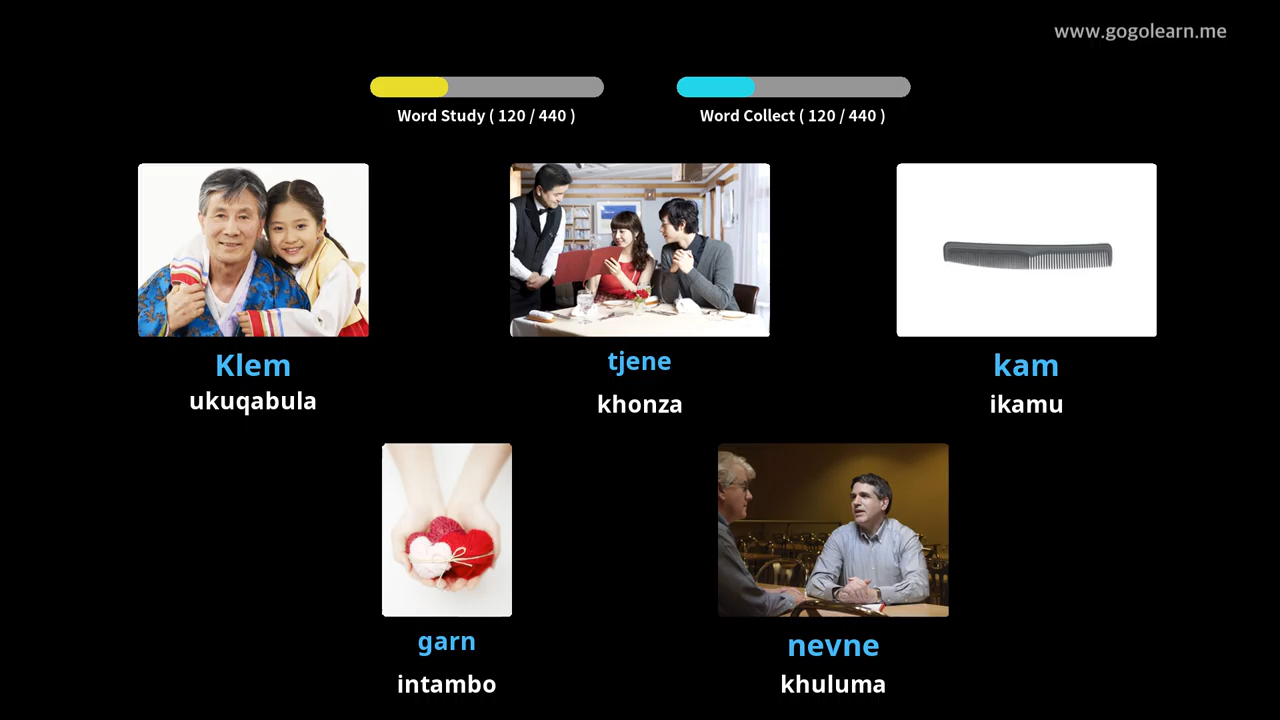 www.gogolearn.me
Word Study ( 120 / 440 )
Word Collect ( 120 / 440 )
Klem
ukuqabula
tjene
khonza
kam
ikamu
garn
intambo
nevne
khuluma